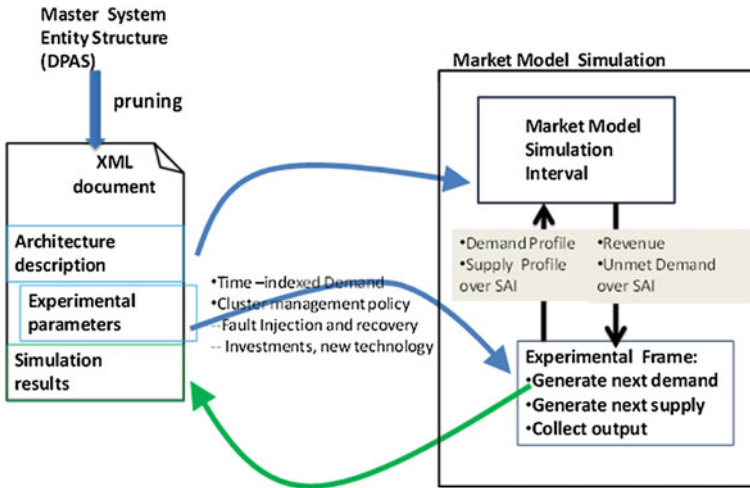 Master System
Entity Structure
(DPAS)
pruning
XML
document
Architecture
description
Experimental
parameters
Simulation
results
•Time –indexed Demand
•Cluster management policy
--Fault Injection and recovery
-- Investments, new technology
Market Model Simulation
Market Model
Simulation
Interval
•Demand Profile
•Supply Profile
over SAI
•Revenue
•Unmet Demand
over SAI
Experimental Frame:
•Generate next demand
•Generate next supply
•Collect output